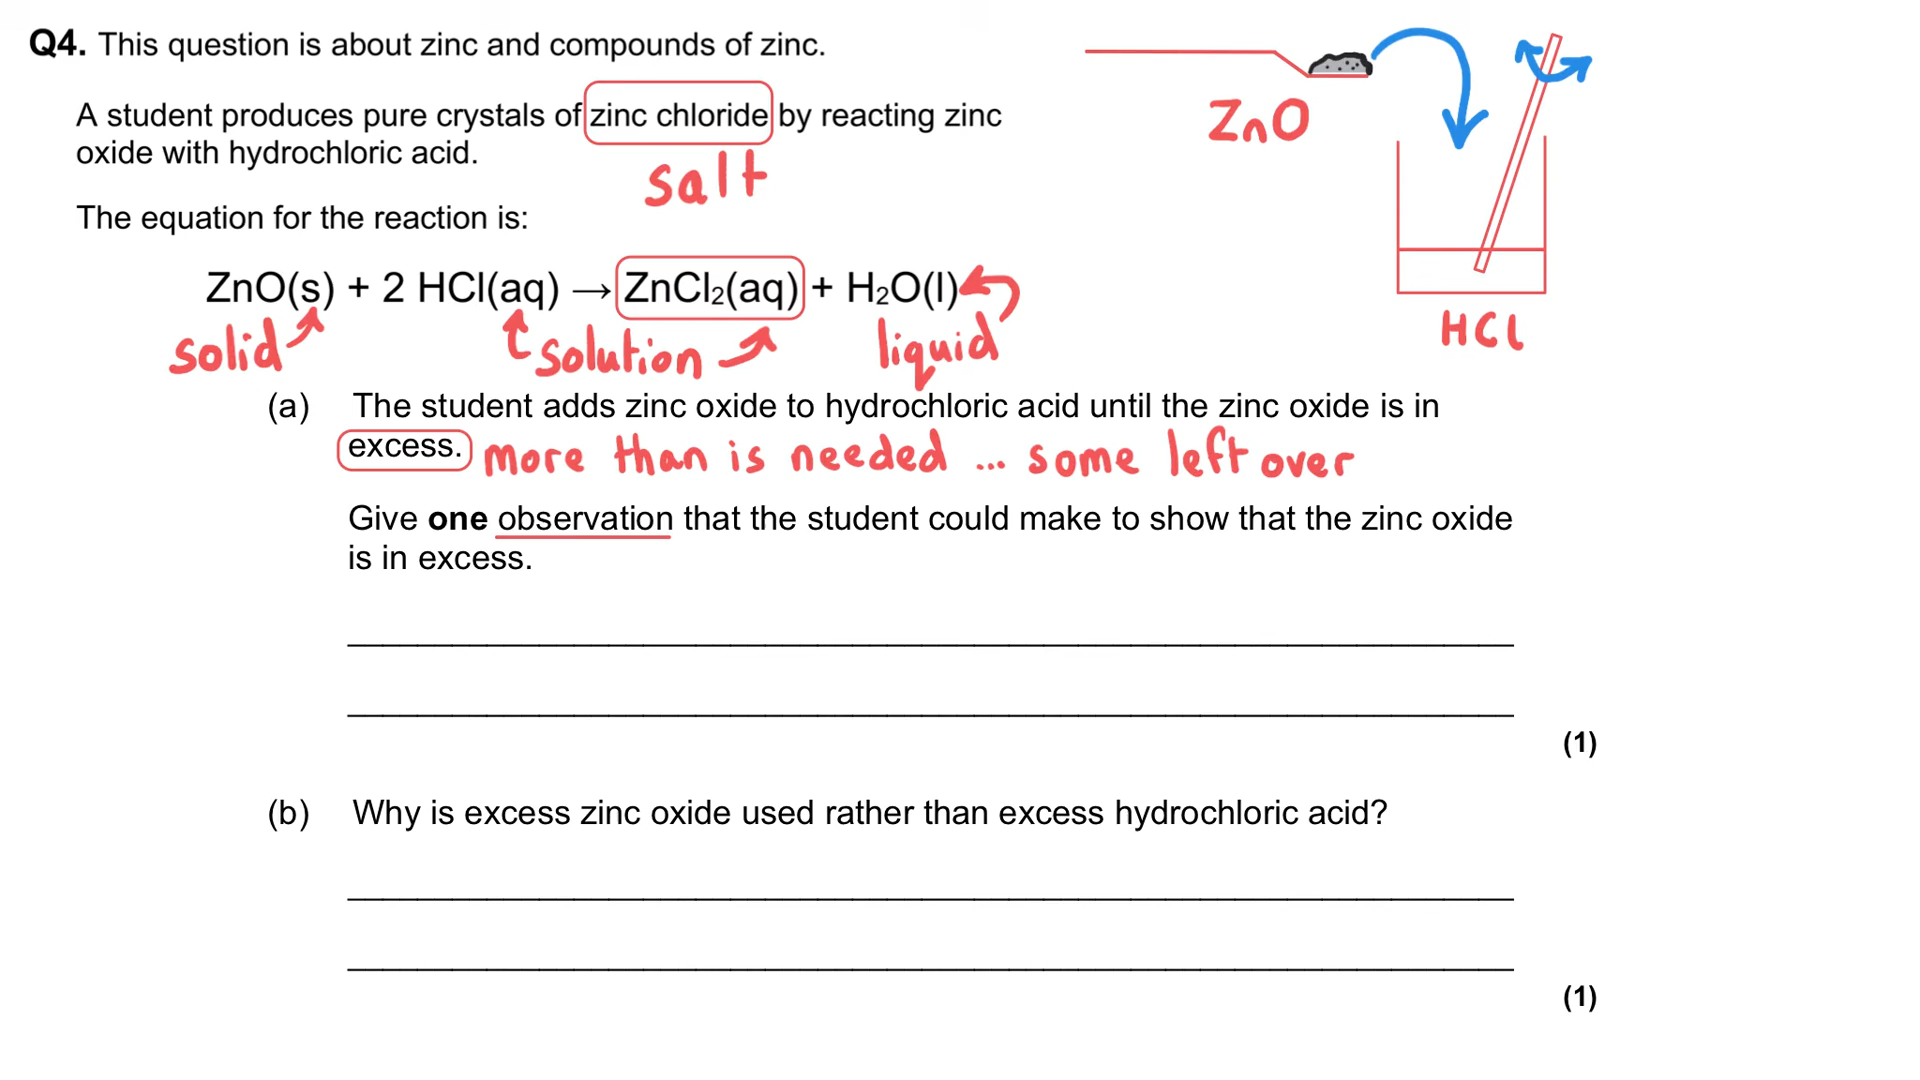 Q4. This question is about zinc and compounds of zinc.
A student produces pure crystals of zinc chloride by reacting zinc
oxide with hydrochloric acid.
salt
ZnO
HCl
The equation for the reaction is:
ZnO(s) + 2 HCl(aq) → ZnCl₂(aq) + H₂O(l)
solid solution liquid
(a) The student adds zinc oxide to hydrochloric acid until the zinc oxide is in
excess. more than is needed ... some left over
Give one observation that the student could make to show that the zinc oxide
is in excess.
(1)
(b) Why is excess zinc oxide used rather than excess hydrochloric acid?
(1)